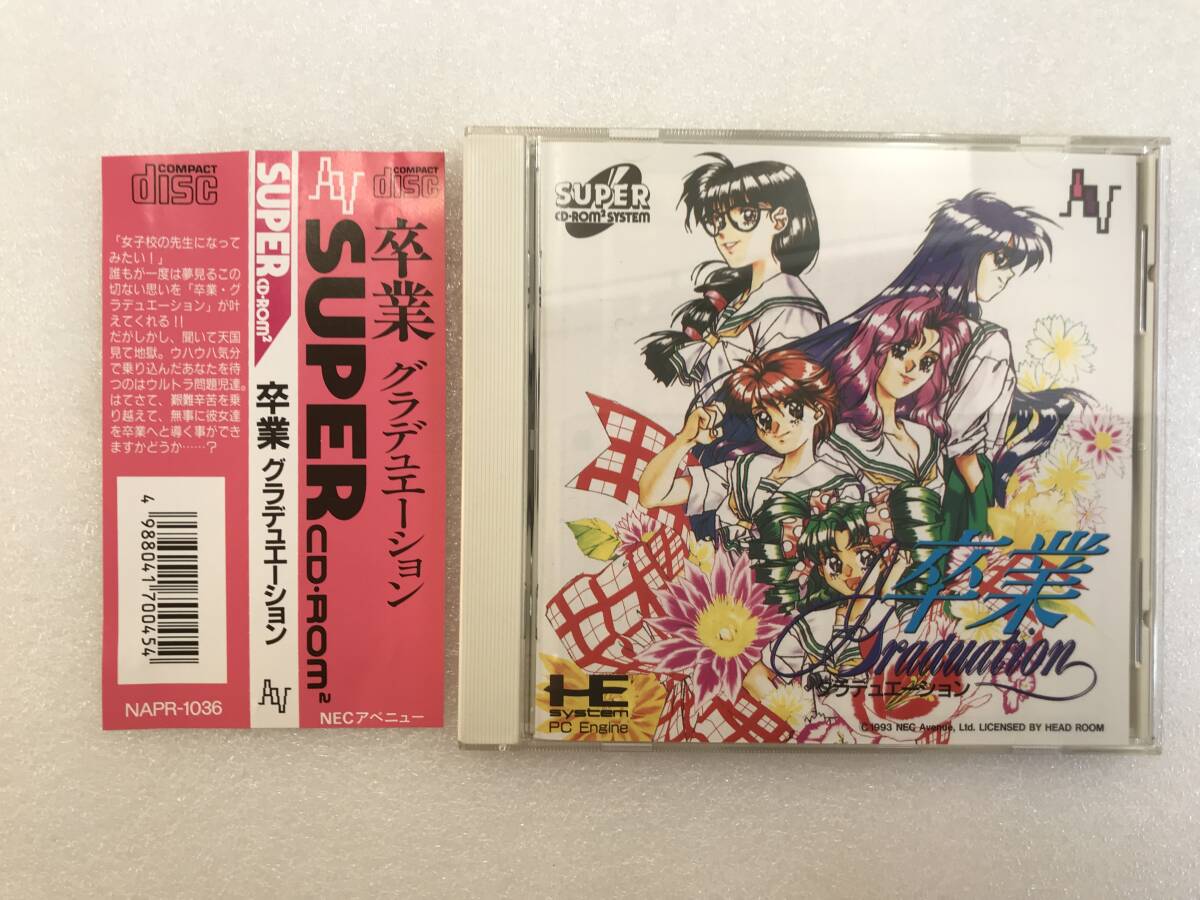 COMPACT
disc
「女子校の先生になって
みたい！」
誰もが一度は夢見るこの
切ない思いを「卒業・グ
ラデュエーション」が叶
えてくれる！！
だがしかし、聞いて天国
見て地獄。ウハウハ気分
で乗り込んだあなたを待
つのはウルトラ問題児達。
はてさて、艱難辛苦を乗
り越えて、無事に彼女達
を卒業へと導く事ができ
ますかどうか……？
4988041700454
NAPR-1036
SUPER CD-ROM²
卒業 グラデュエーション
AV
AV
COMPACT
disc
卒業 グラデュエーション
SUPER CD-ROM²
NECアベニュー
SUPER
CD-ROM² SYSTEM
AV
卒業
Graduation
グラデュエーション
HE
system
PC Engine
©1993 NEC Avenue, Ltd. LICENSED BY HEAD ROOM